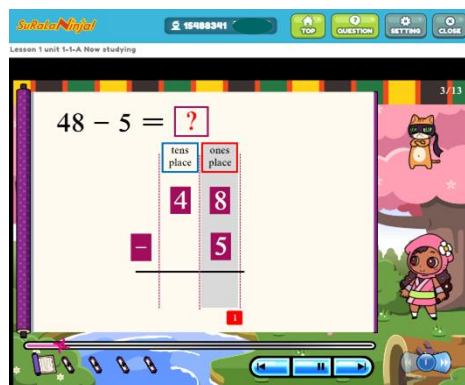 SuRaLa Ninja!
15488341
TOP
QUESTION
SETTING
CLOSE
Lesson 1 unit 1-1-A Now studying
3/13
48 − 5 = ?
tens place
ones place
4 8
− 5
1